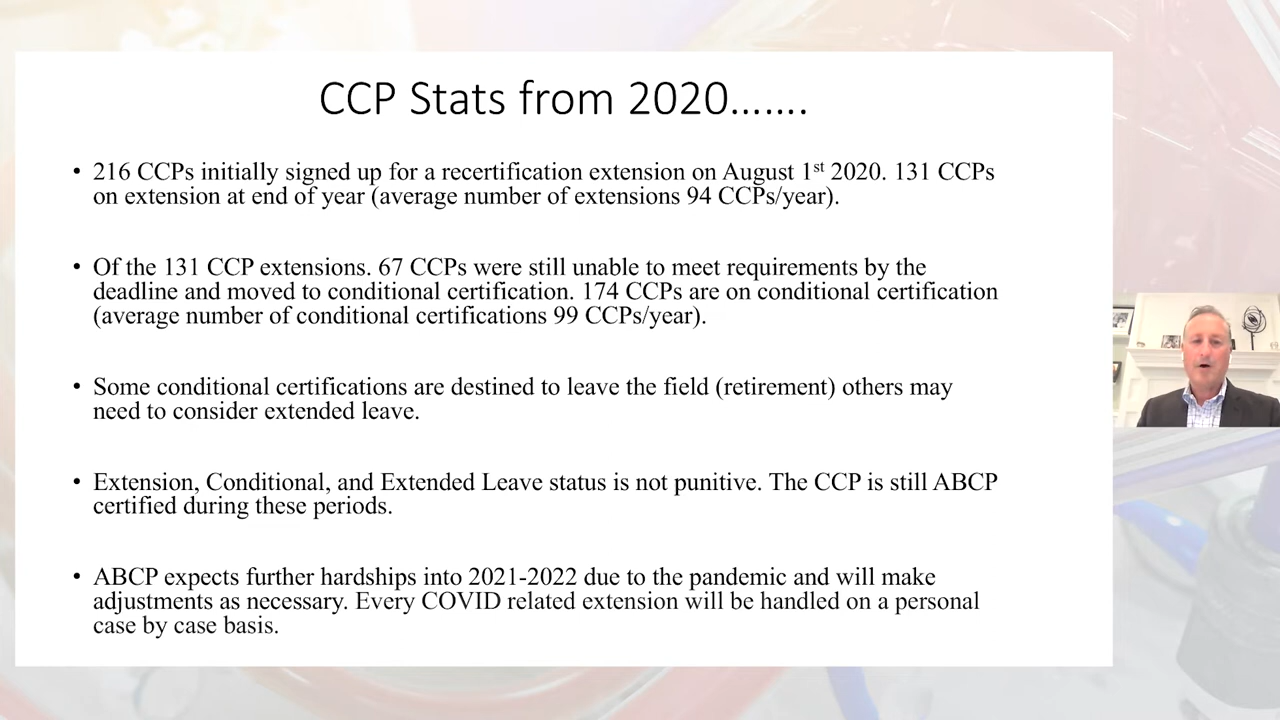 CCP Stats from 2020…….
• 216 CCPs initially signed up for a recertification extension on August 1st 2020. 131 CCPs
on extension at end of year (average number of extensions 94 CCPs/year).
• Of the 131 CCP extensions. 67 CCPs were still unable to meet requirements by the
deadline and moved to conditional certification. 174 CCPs are on conditional certification
(average number of conditional certifications 99 CCPs/year).
• Some conditional certifications are destined to leave the field (retirement) others may
need to consider extended leave.
• Extension, Conditional, and Extended Leave status is not punitive. The CCP is still ABCP
certified during these periods.
• ABCP expects further hardships into 2021-2022 due to the pandemic and will make
adjustments as necessary. Every COVID related extension will be handled on a personal
case by case basis.